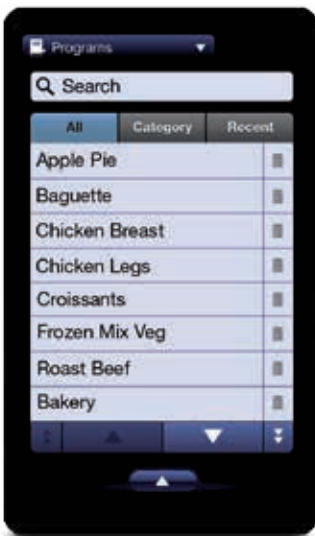 Programs
Search
All Category Recent
Apple Pie
Baguette
Chicken Breast
Chicken Legs
Croissants
Frozen Mix Veg
Roast Beef
Bakery